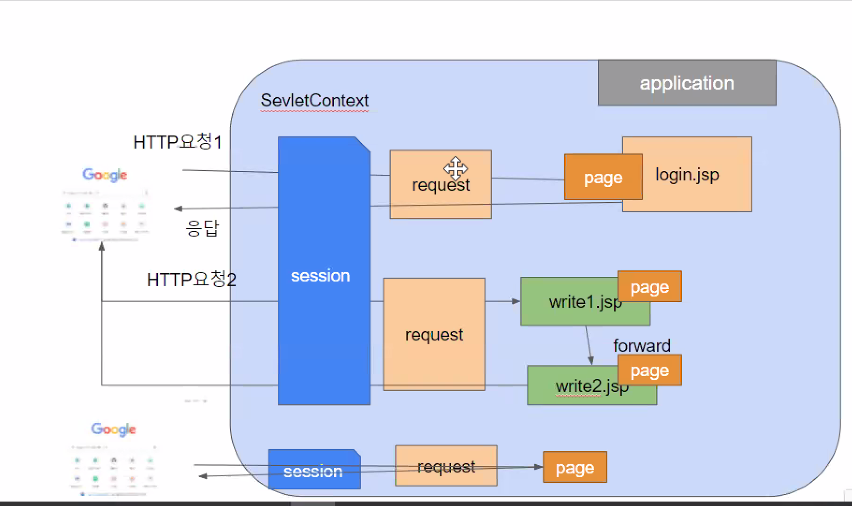 application
SevletContext
HTTP요청1
Google
request
page
login.jsp
응답
HTTP요청2
session
request
write1.jsp
page
forward
page
write2.jsp
Google
session
request
page